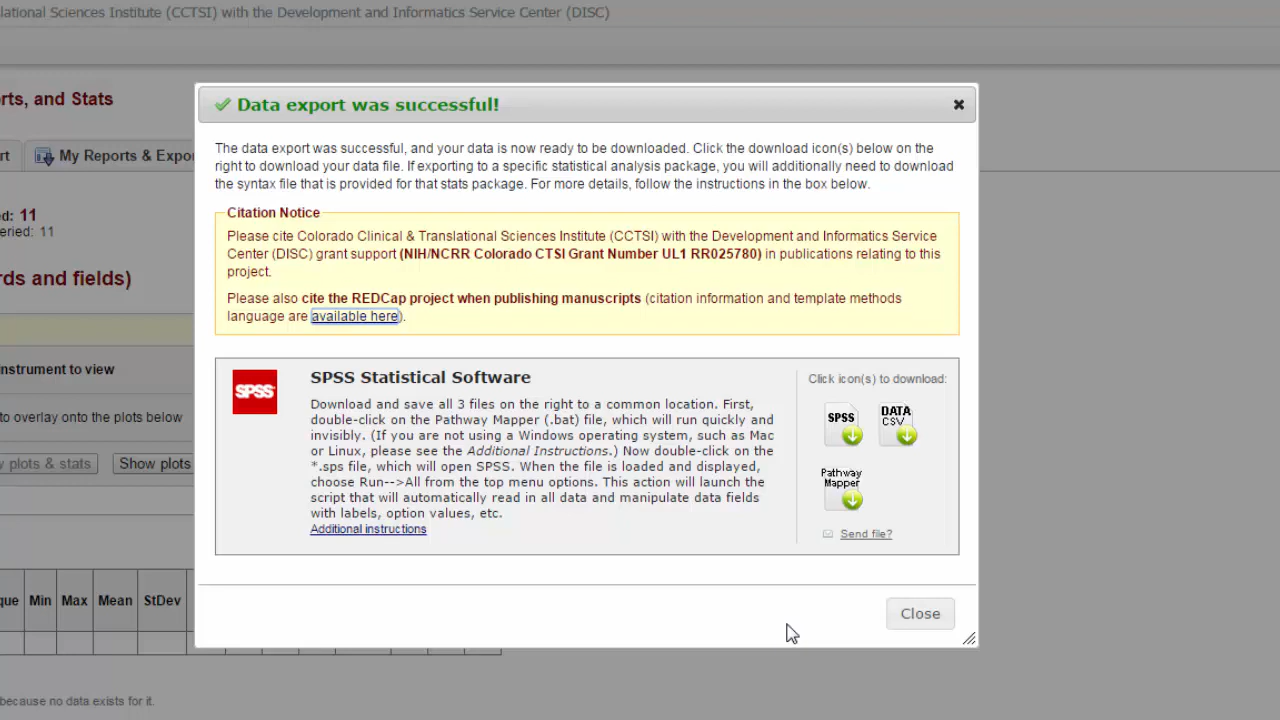 lational Sciences Institute (CCTSI) with the Development and Informatics Service Center (DISC)
rts, and Stats
rt
My Reports & Expo
ed: 11
eried: 11
rds and fields)
nstrument to view
to overlay onto the plots below
y plots & stats
Show plots
que Min Max Mean StDev
because no data exists for it.
Data export was successful!
The data export was successful, and your data is now ready to be downloaded. Click the download icon(s) below on the
right to download your data file. If exporting to a specific statistical analysis package, you will additionally need to download
the syntax file that is provided for that stats package. For more details, follow the instructions in the box below.
Citation Notice
Please cite Colorado Clinical & Translational Sciences Institute (CCTSI) with the Development and Informatics Service
Center (DISC) grant support (NIH/NCRR Colorado CTSI Grant Number UL1 RR025780) in publications relating to this
project.
Please also cite the REDCap project when publishing manuscripts (citation information and template methods
language are available here).
SPSS
SPSS Statistical Software
Download and save all 3 files on the right to a common location. First,
double-click on the Pathway Mapper (.bat) file, which will run quickly and
invisibly. (If you are not using a Windows operating system, such as Mac
or Linux, please see the Additional Instructions.) Now double-click on the
*.sps file, which will open SPSS. When the file is loaded and displayed,
choose Run-->All from the top menu options. This action will launch the
script that will automatically read in all data and manipulate data fields
with labels, option values, etc.
Additional instructions
Click icon(s) to download:
SPSS
DATA
CSV
Pathway
Mapper
Send file?
Close